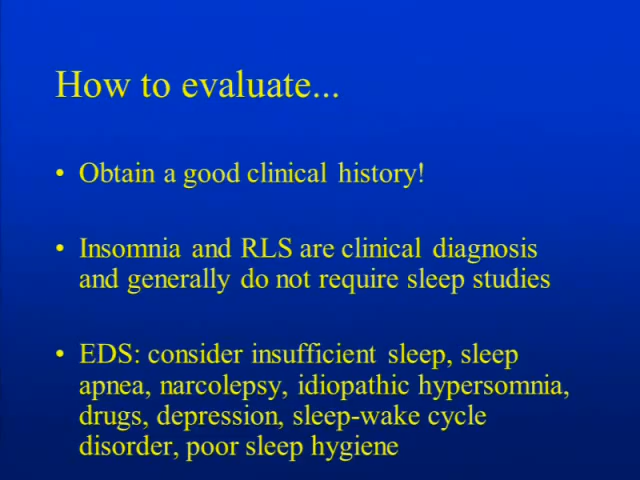 How to evaluate...
• Obtain a good clinical history!
• Insomnia and RLS are clinical diagnosis
and generally do not require sleep studies
• EDS: consider insufficient sleep, sleep
apnea, narcolepsy, idiopathic hypersomnia,
drugs, depression, sleep-wake cycle
disorder, poor sleep hygiene